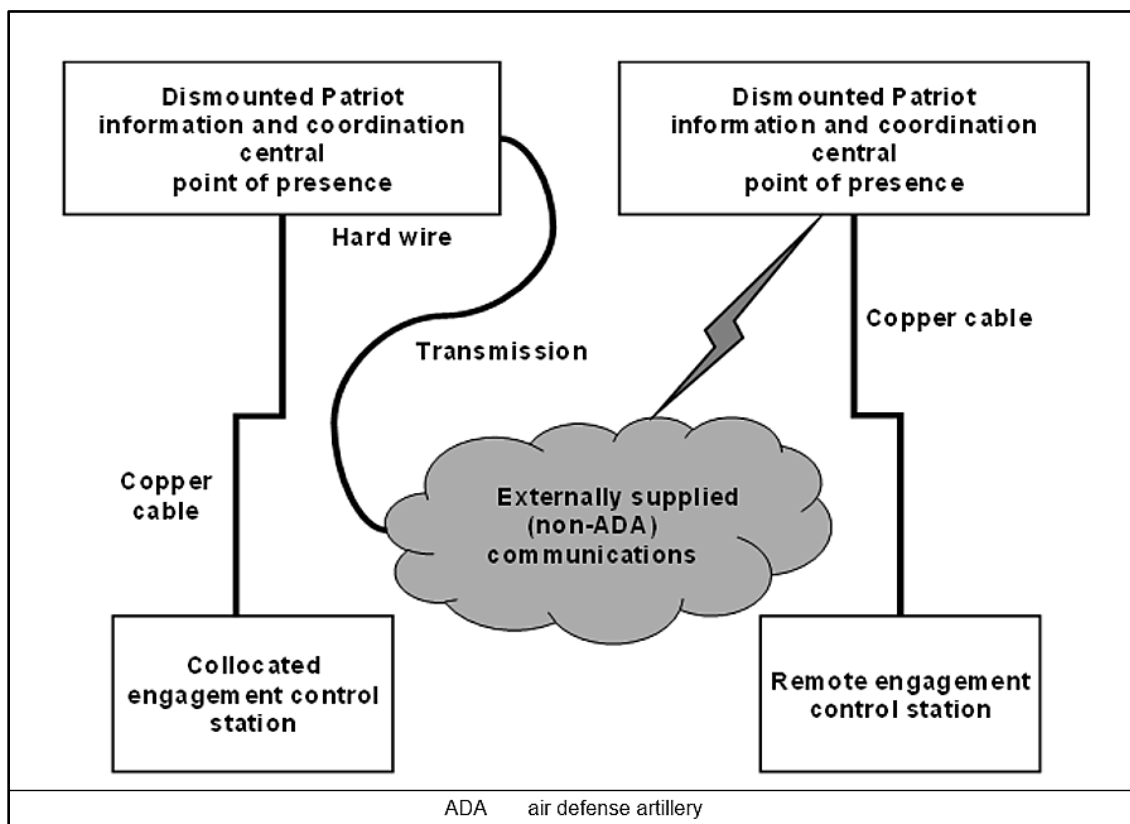 Dismounted Patriot
information and coordination
central
point of presence
Dismounted Patriot
information and coordination
central
point of presence
Hard wire
Copper cable
Transmission
Copper
cable
Externally supplied
(non-ADA)
communications
Collocated
engagement control
station
Remote engagement
control station
ADA air defense artillery